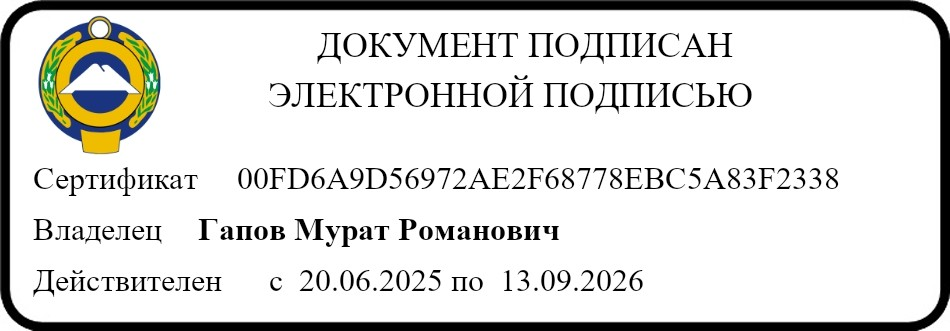 ДОКУМЕНТ ПОДПИСАН
ЭЛЕКТРОННОЙ ПОДПИСЬЮ
Сертификат 00FD6A9D56972AE2F68778EBC5A83F2338
Владелец Гапов Мурат Романович
Действителен с 20.06.2025 по 13.09.2026